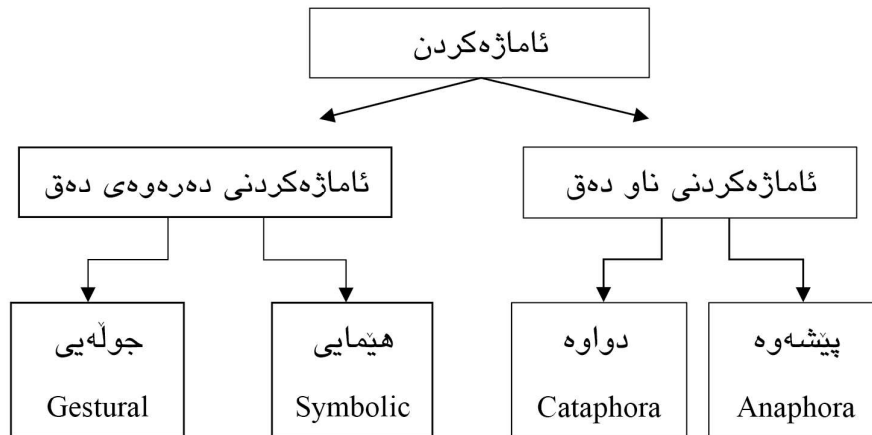 ئاماژەکردن
ئاماژەکردنی ناو دەق
ئاماژەکردنی دەرەوەی دەق
پێشەوە
Anaphora
دواوە
Cataphora
هێمایی
Symbolic
جوڵەیی
Gestural